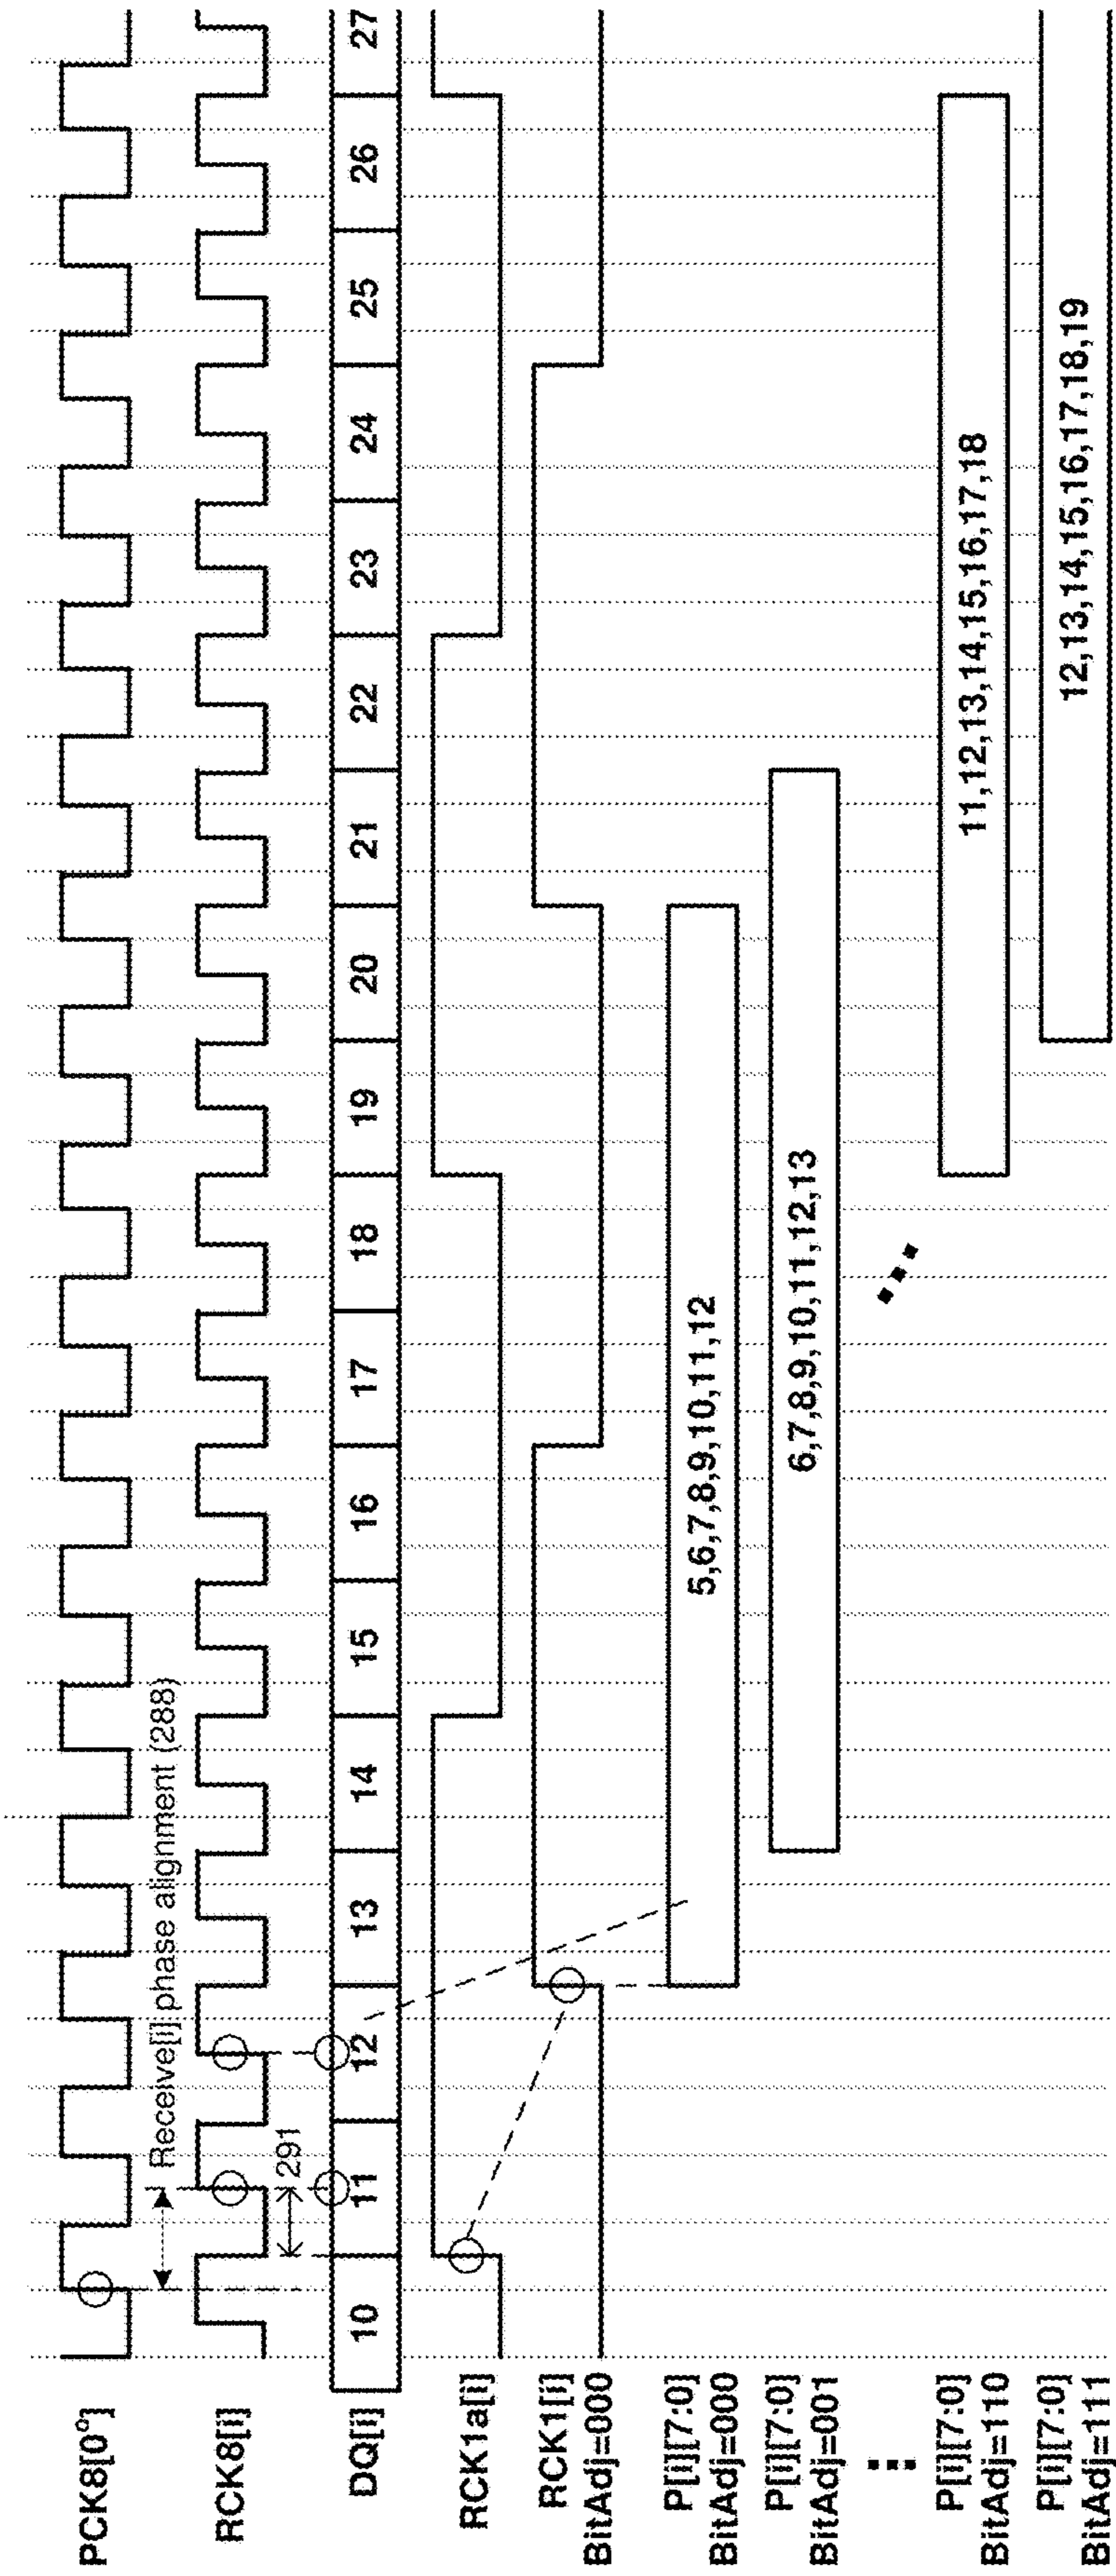 PCK8[0°]
Receive[i] phase alignment (288)
RCK8[i]
291
DQ[i]
10 11 12 13 14 15 16 17 18 19 20 21 22 23 24 25 26 27
RCK1a[i]
RCK1[i]
BitAdj=000
P[i][7:0]
BitAdj=000
5,6,7,8,9,10,11,12
P[i][7:0]
BitAdj=001
6,7,8,9,10,11,12,13
P[i][7:0]
BitAdj=110
11,12,13,14,15,16,17,18
P[i][7:0]
BitAdj=111
12,13,14,15,16,17,18,19